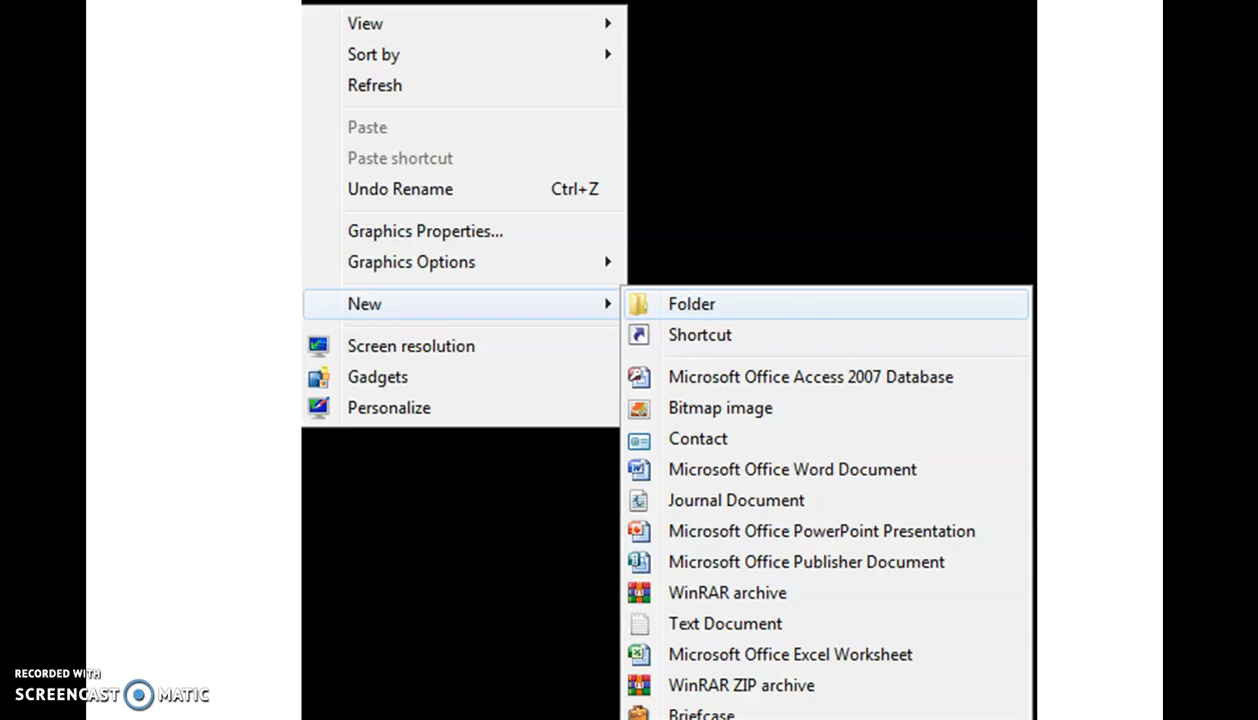 View
Sort by
Refresh
Paste
Paste shortcut
Undo Rename Ctrl+Z
Graphics Properties...
Graphics Options
New
Screen resolution
Gadgets
Personalize
Folder
Shortcut
Microsoft Office Access 2007 Database
Bitmap image
Contact
Microsoft Office Word Document
Journal Document
Microsoft Office PowerPoint Presentation
Microsoft Office Publisher Document
WinRAR archive
Text Document
Microsoft Office Excel Worksheet
WinRAR ZIP archive
Briefcase
RECORDED WITH
SCREENCAST MATIC